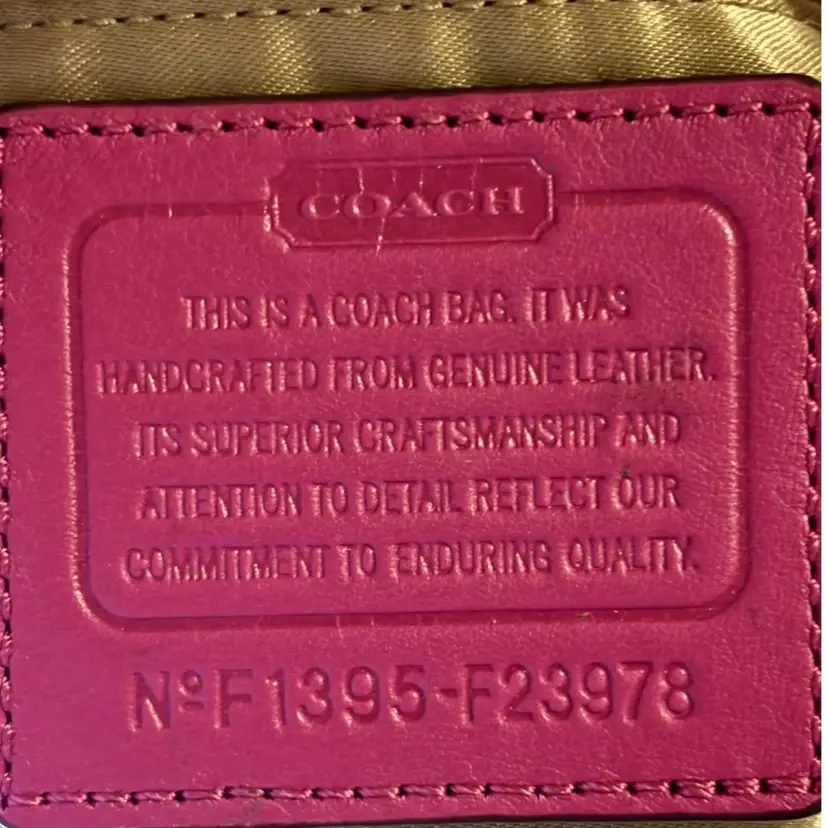 COACH
THIS IS A COACH BAG. IT WAS
HANDCRAFTED FROM GENUINE LEATHER.
ITS SUPERIOR CRAFTSMANSHIP AND
ATTENTION TO DETAIL REFLECT OUR
COMMITMENT TO ENDURING QUALITY.
Nº F1395-F23978